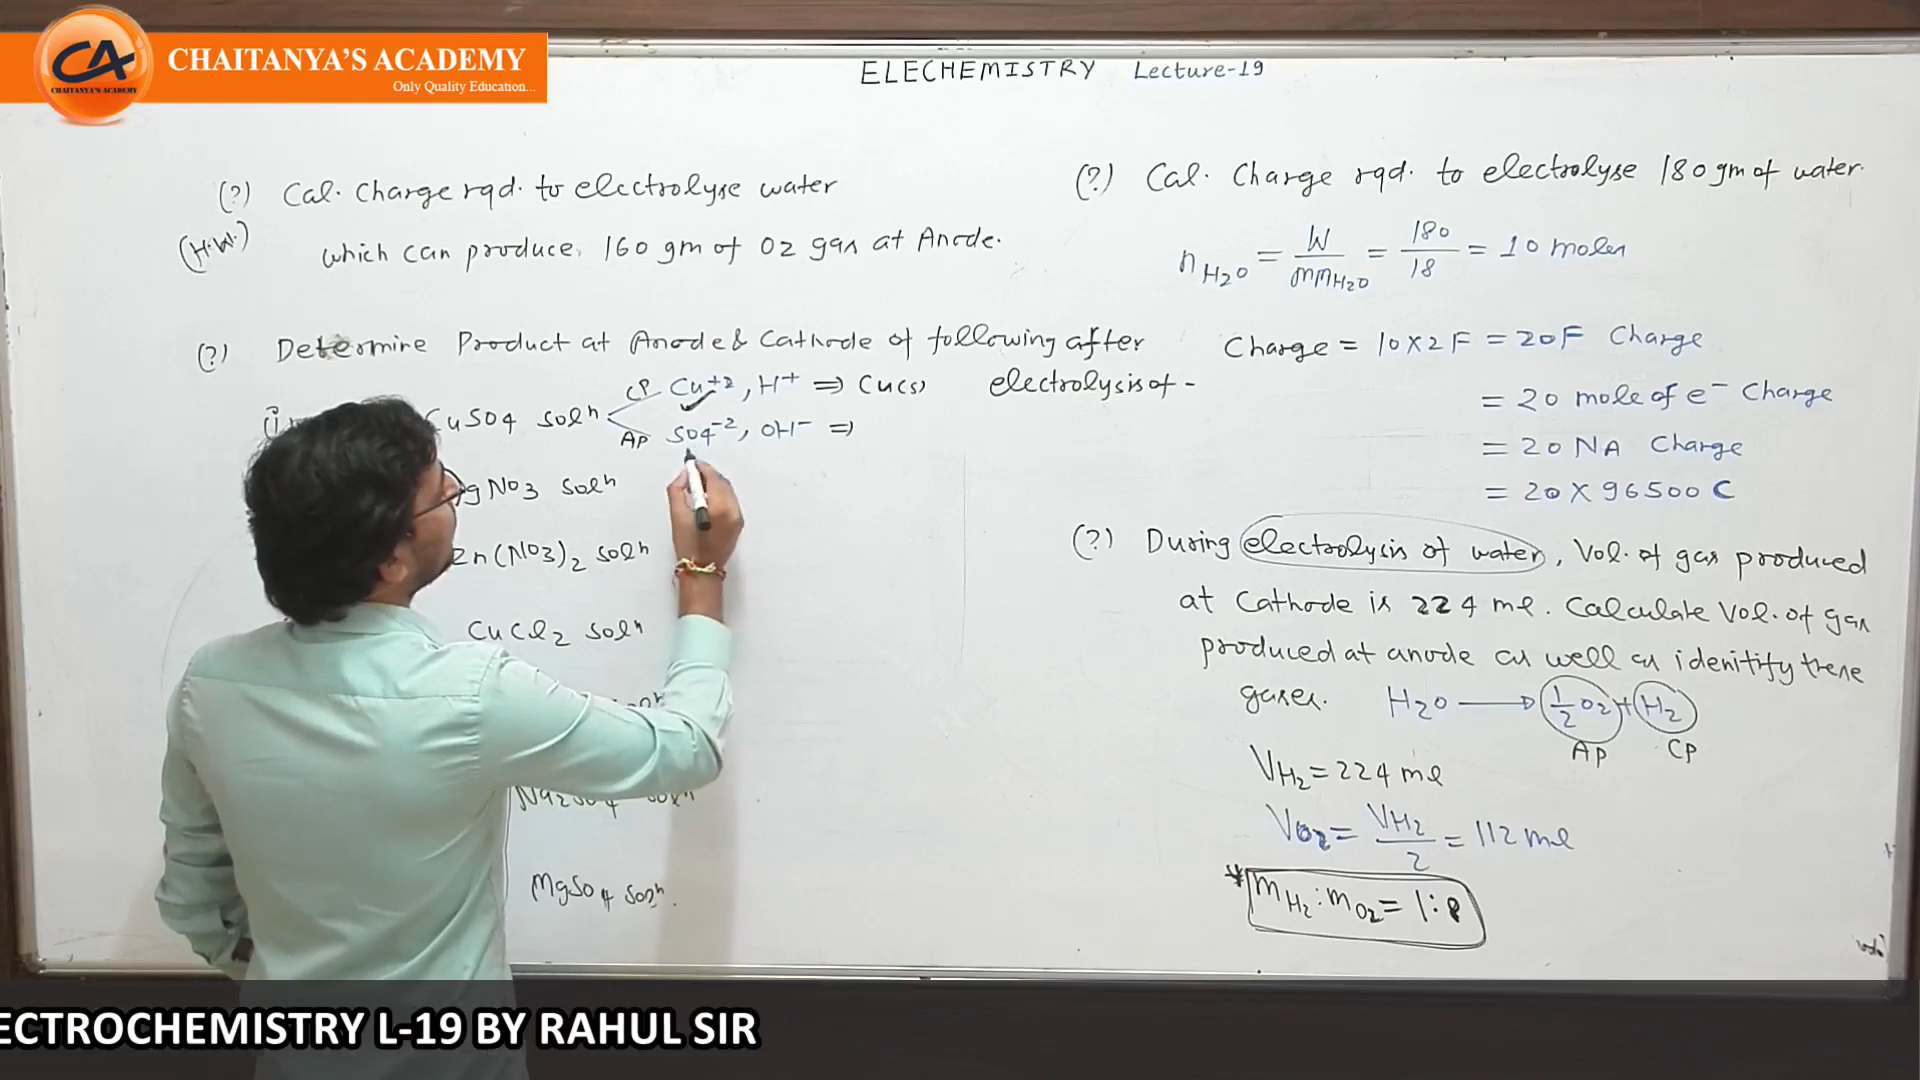 CA
CHAITANYA'S ACADEMY
CHAITANYA'S ACADEMY
Only Quality Education...
ELECHEMISTRY Lecture-19
(?) Cal. Charge rqd. to electrolyse water
(H.W.) which can produce 160 gm of O2 gas at Anode.
(?) Determine Product at Anode & Cathode of following after
electrolysis of -
CP Cu+2, H+ ⇒ Cu(s)
CuSO4 solⁿ
AP SO4-2, OH- ⇒
gNO3 solⁿ
Zn(NO3)2 solⁿ
CuCl2 solⁿ
Na2SO4 solⁿ
MgSO4 solⁿ.
(?) Cal. Charge rqd. to electrolyse 180 gm of water.
nH2O = W/mmH2O = 180/18 = 10 moles
Charge = 10 X 2F = 20F Charge
= 20 mole of e- Charge
= 20 NA Charge
= 20 X 96500 C
(?) During electrolysis of water, Vol. of gas produced
at Cathode is 224 ml. Calculate Vol. of gas
produced at anode as well as idenitify these
gases. H2O → 1/2 O2 + H2
AP CP
VH2 = 224 ml
VO2 = VH2/2 = 112 ml
* mH2 : mO2 = 1:8
ECTROCHEMISTRY L-19 BY RAHUL SIR